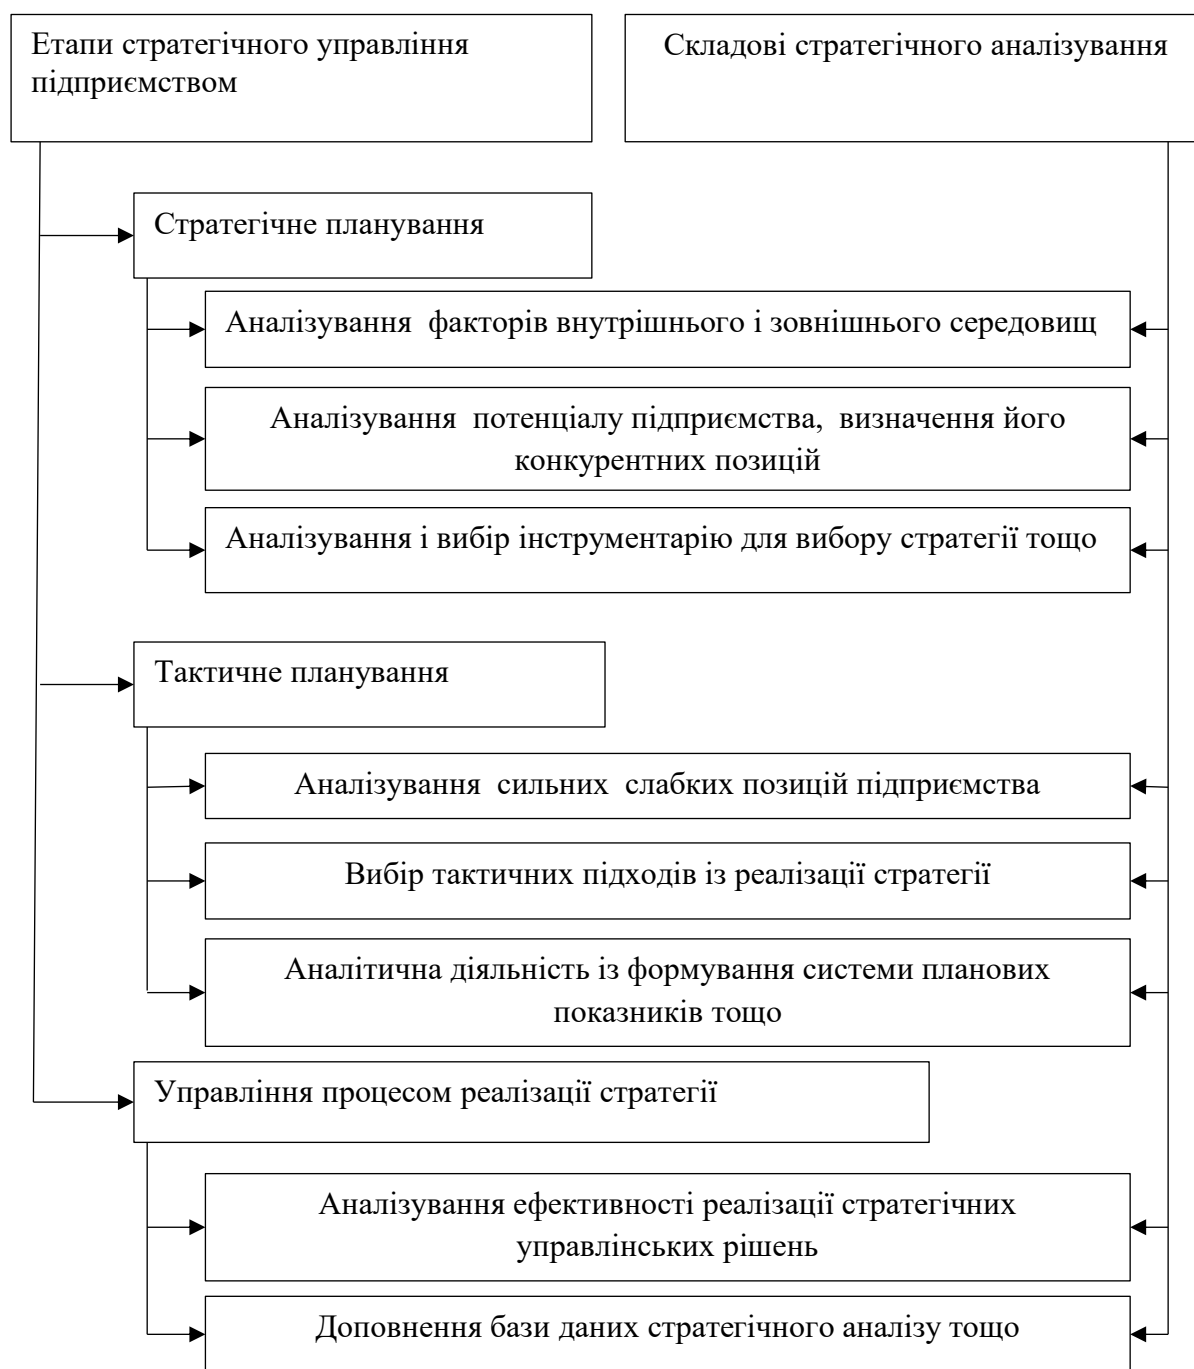 Етапи стратегічного управління
підприємством
Складові стратегічного аналізування
Стратегічне планування
Аналізування факторів внутрішнього і зовнішнього середовищ
Аналізування потенціалу підприємства, визначення його
конкурентних позицій
Аналізування і вибір інструментарію для вибору стратегії тощо
Тактичне планування
Аналізування сильних слабких позицій підприємства
Вибір тактичних підходів із реалізації стратегії
Аналітична діяльність із формування системи планових
показників тощо
Управління процесом реалізації стратегії
Аналізування ефективності реалізації стратегічних
управлінських рішень
Доповнення бази даних стратегічного аналізу тощо